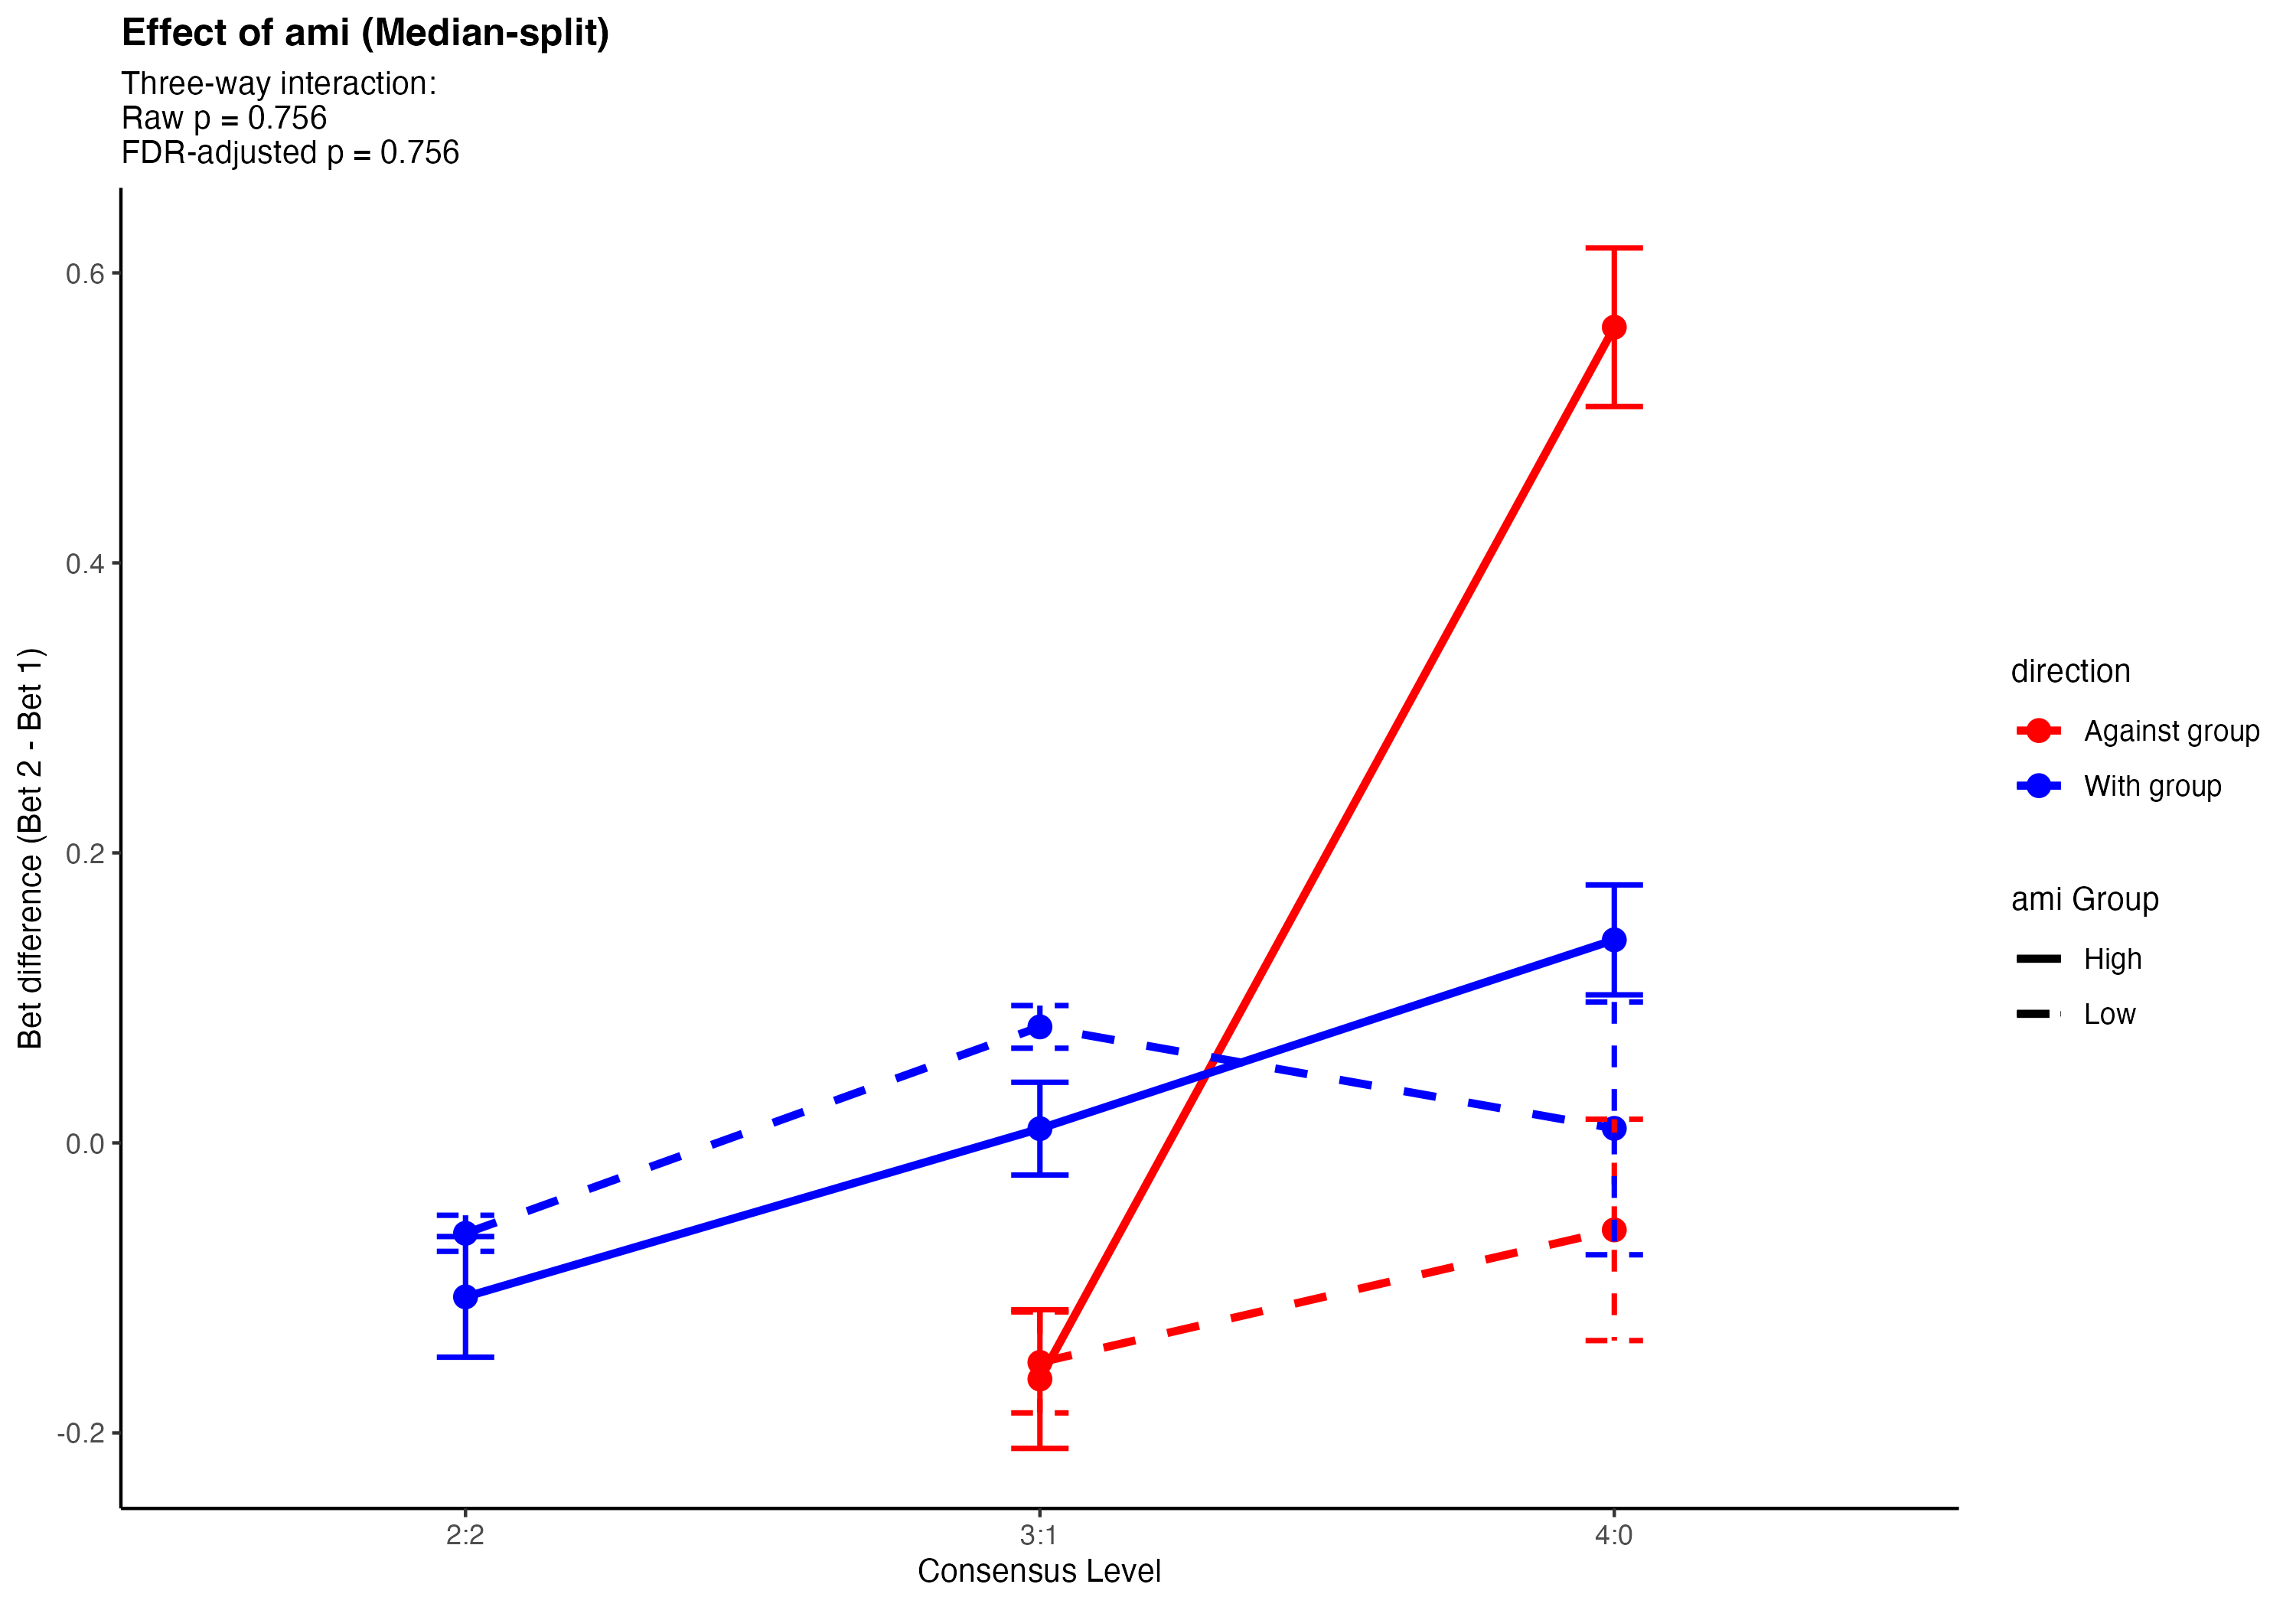 Effect of ami (Median-split)
Three-way interaction:
Raw p = 0.756
FDR-adjusted p = 0.756
0.6
0.4
0.2
0.0
-0.2
Bet difference (Bet 2 - Bet 1)
2:2
3:1
4:0
Consensus Level
direction
Against group
With group
ami Group
High
Low